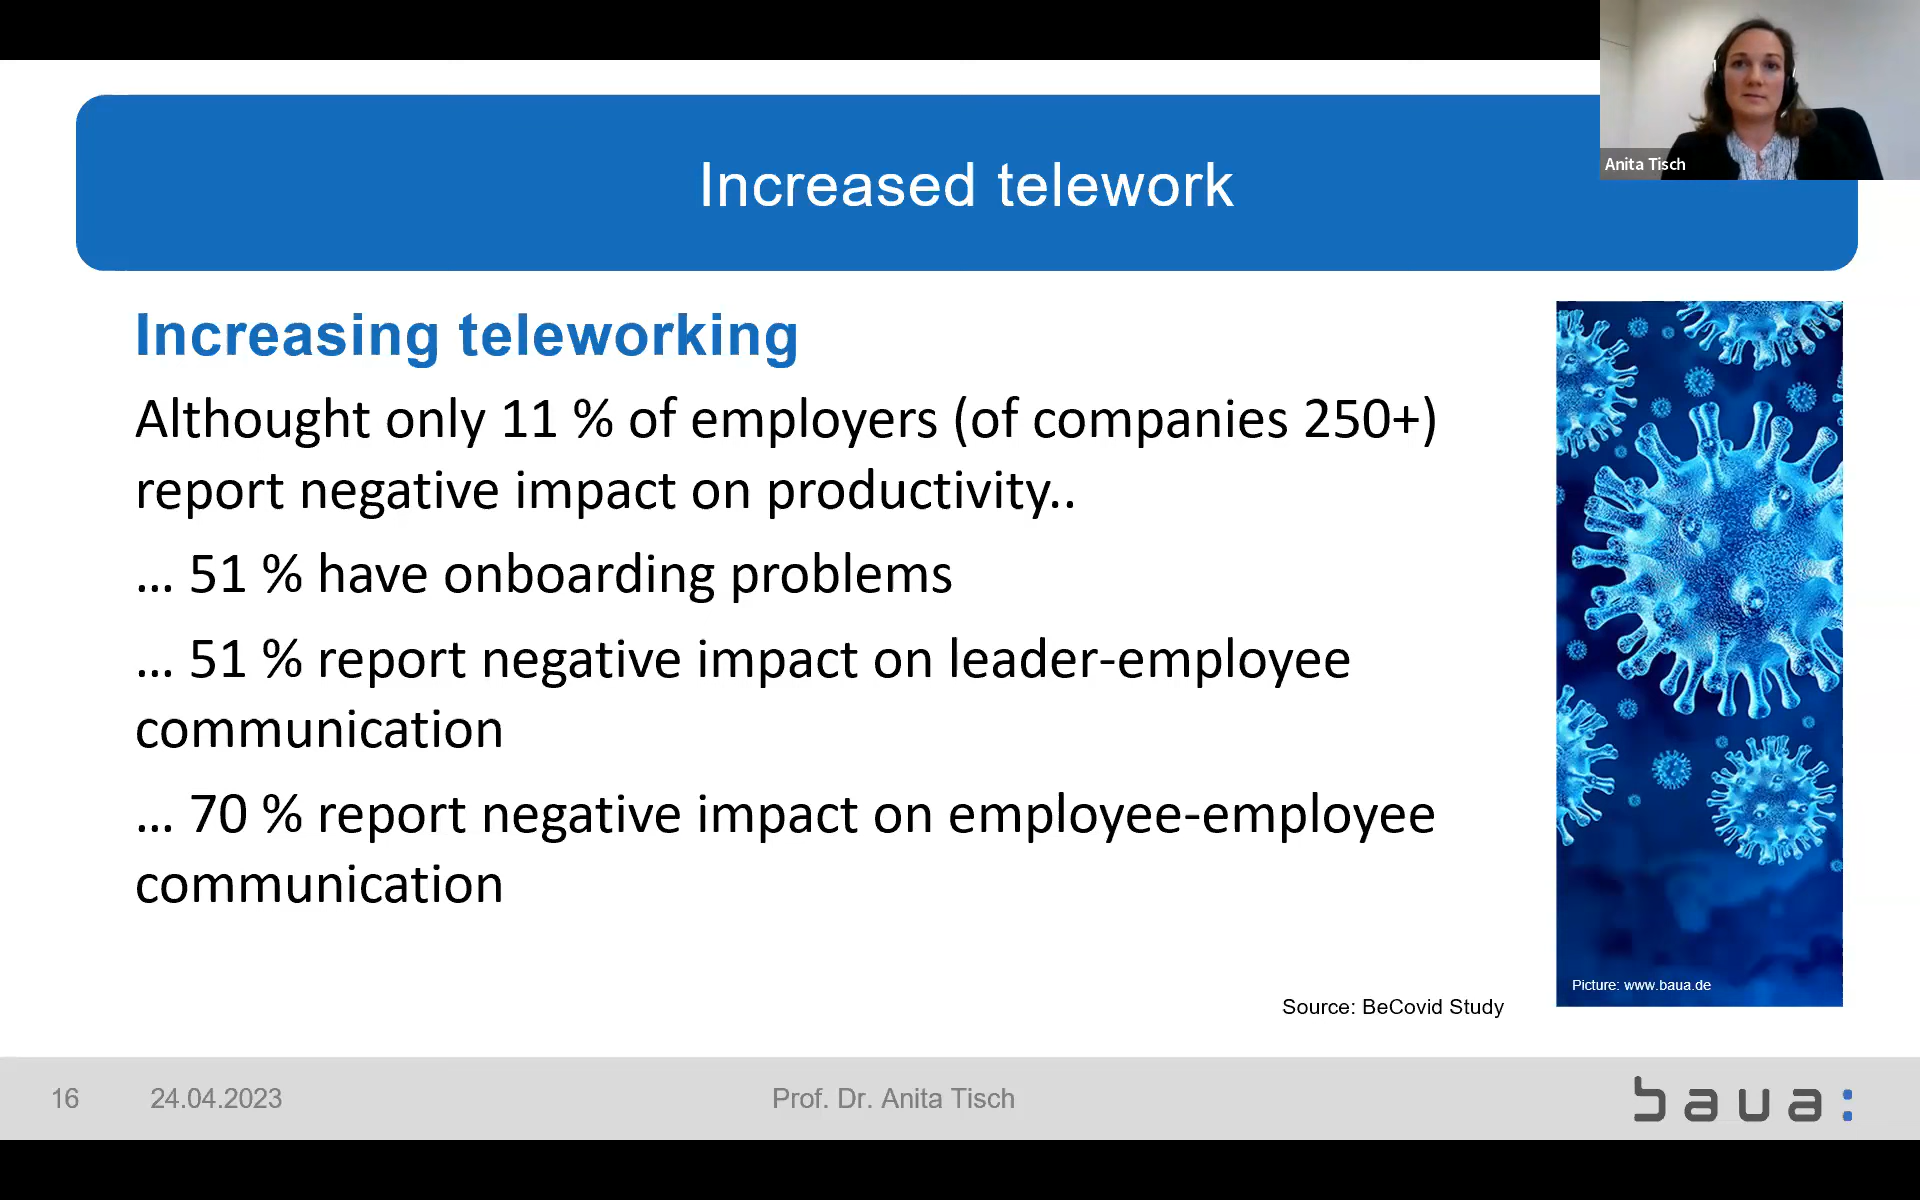 Anita Tisch
Increased telework
Increasing teleworking
Althought only 11 % of employers (of companies 250+)
report negative impact on productivity..
... 51 % have onboarding problems
... 51 % report negative impact on leader-employee
communication
... 70 % report negative impact on employee-employee
communication
Picture: www.baua.de
Source: BeCovid Study
16 24.04.2023 Prof. Dr. Anita Tisch baua: